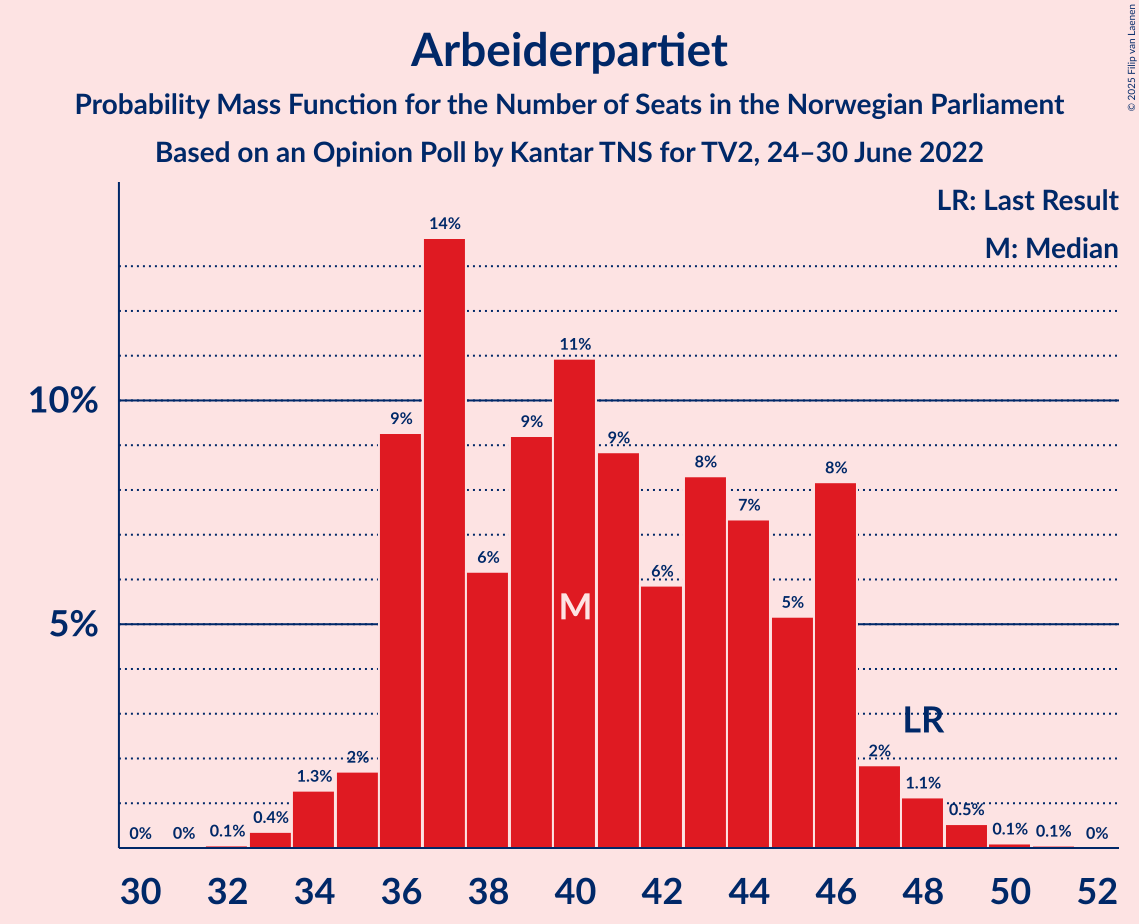 Arbeiderpartiet
Probability Mass Function for the Number of Seats in the Norwegian Parliament
Based on an Opinion Poll by Kantar TNS for TV2, 24–30 June 2022
© 2025 Filip van Laenen
LR: Last Result
M: Median
10%
5%
0% 0% 0.1% 0.4% 1.3% 2% 9% 14% 6% 9% 11% 9% 6% 8% 7% 5% 8% 2% 1.1% 0.5% 0.1% 0.1% 0%
M
LR
30 32 34 36 38 40 42 44 46 48 50 52